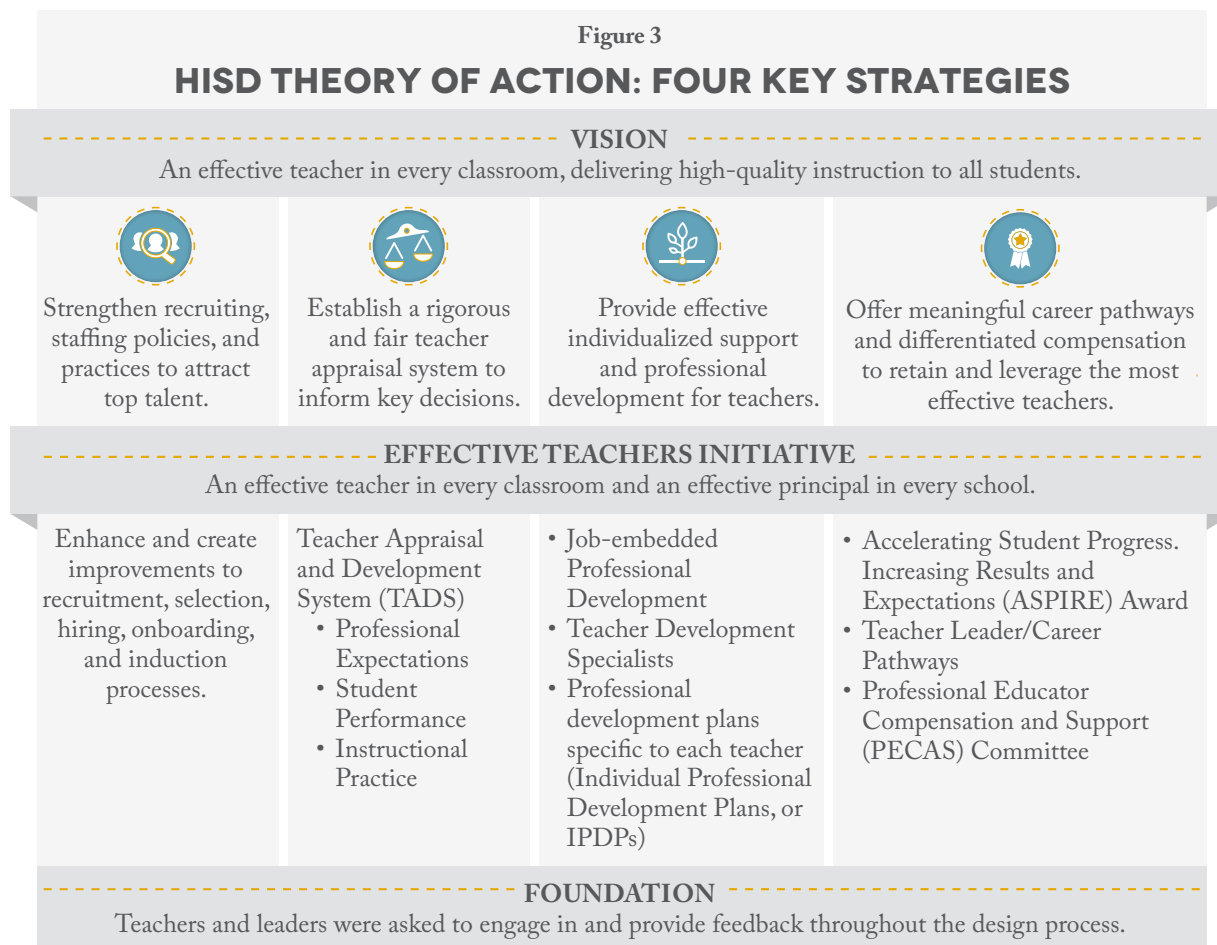 Figure 3
HISD THEORY OF ACTION: FOUR KEY STRATEGIES
VISION
An effective teacher in every classroom, delivering high-quality instruction to all students.
Strengthen recruiting,
staffing policies, and
practices to attract
top talent.
Establish a rigorous
and fair teacher
appraisal system to
inform key decisions.
Provide effective
individualized support
and professional
development for teachers.
Offer meaningful career pathways
and differentiated compensation
to retain and leverage the most
effective teachers.
EFFECTIVE TEACHERS INITIATIVE
An effective teacher in every classroom and an effective principal in every school.
Enhance and create
improvements to
recruitment, selection,
hiring, onboarding,
and induction
processes.
Teacher Appraisal
and Development
System (TADS)
• Professional
Expectations
• Student
Performance
• Instructional
Practice
• Job-embedded
Professional
Development
• Teacher Development
Specialists
• Professional
development plans
specific to each teacher
(Individual Professional
Development Plans, or
IPDPs)
• Accelerating Student Progress.
Increasing Results and
Expectations (ASPIRE) Award
• Teacher Leader/Career
Pathways
• Professional Educator
Compensation and Support
(PECAS) Committee
FOUNDATION
Teachers and leaders were asked to engage in and provide feedback throughout the design process.